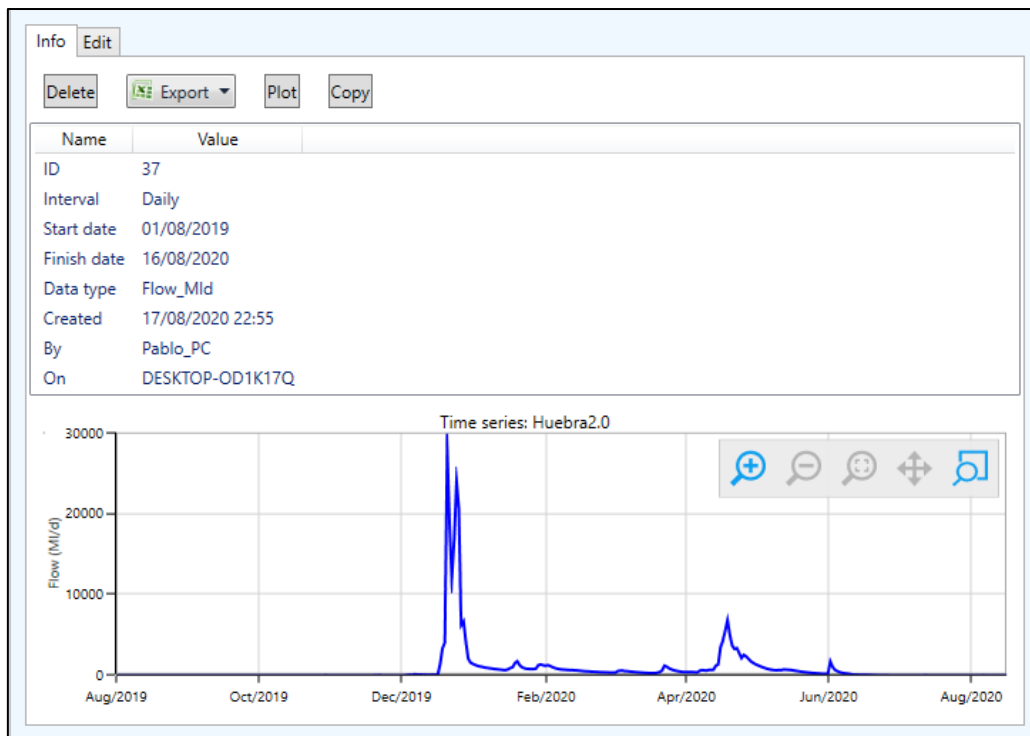 Info Edit
Delete Export Plot Copy
Name Value
ID 37
Interval Daily
Start date 01/08/2019
Finish date 16/08/2020
Data type Flow_Mld
Created 17/08/2020 22:55
By Pablo_PC
On DESKTOP-OD1K17Q
Time series: Huebra2.0
30000
20000
10000
0
Flow (Ml/d)
Aug/2019 Oct/2019 Dec/2019 Feb/2020 Apr/2020 Jun/2020 Aug/2020